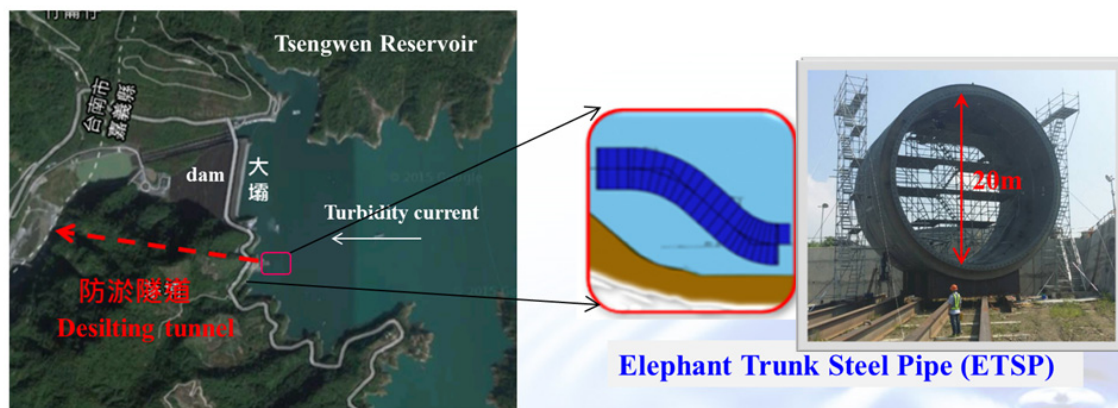 Tsengwen Reservoir
台南市
嘉義縣
dam
大壩
Turbidity current
防淤隧道
Desilting tunnel
20m
Elephant Trunk Steel Pipe (ETSP)